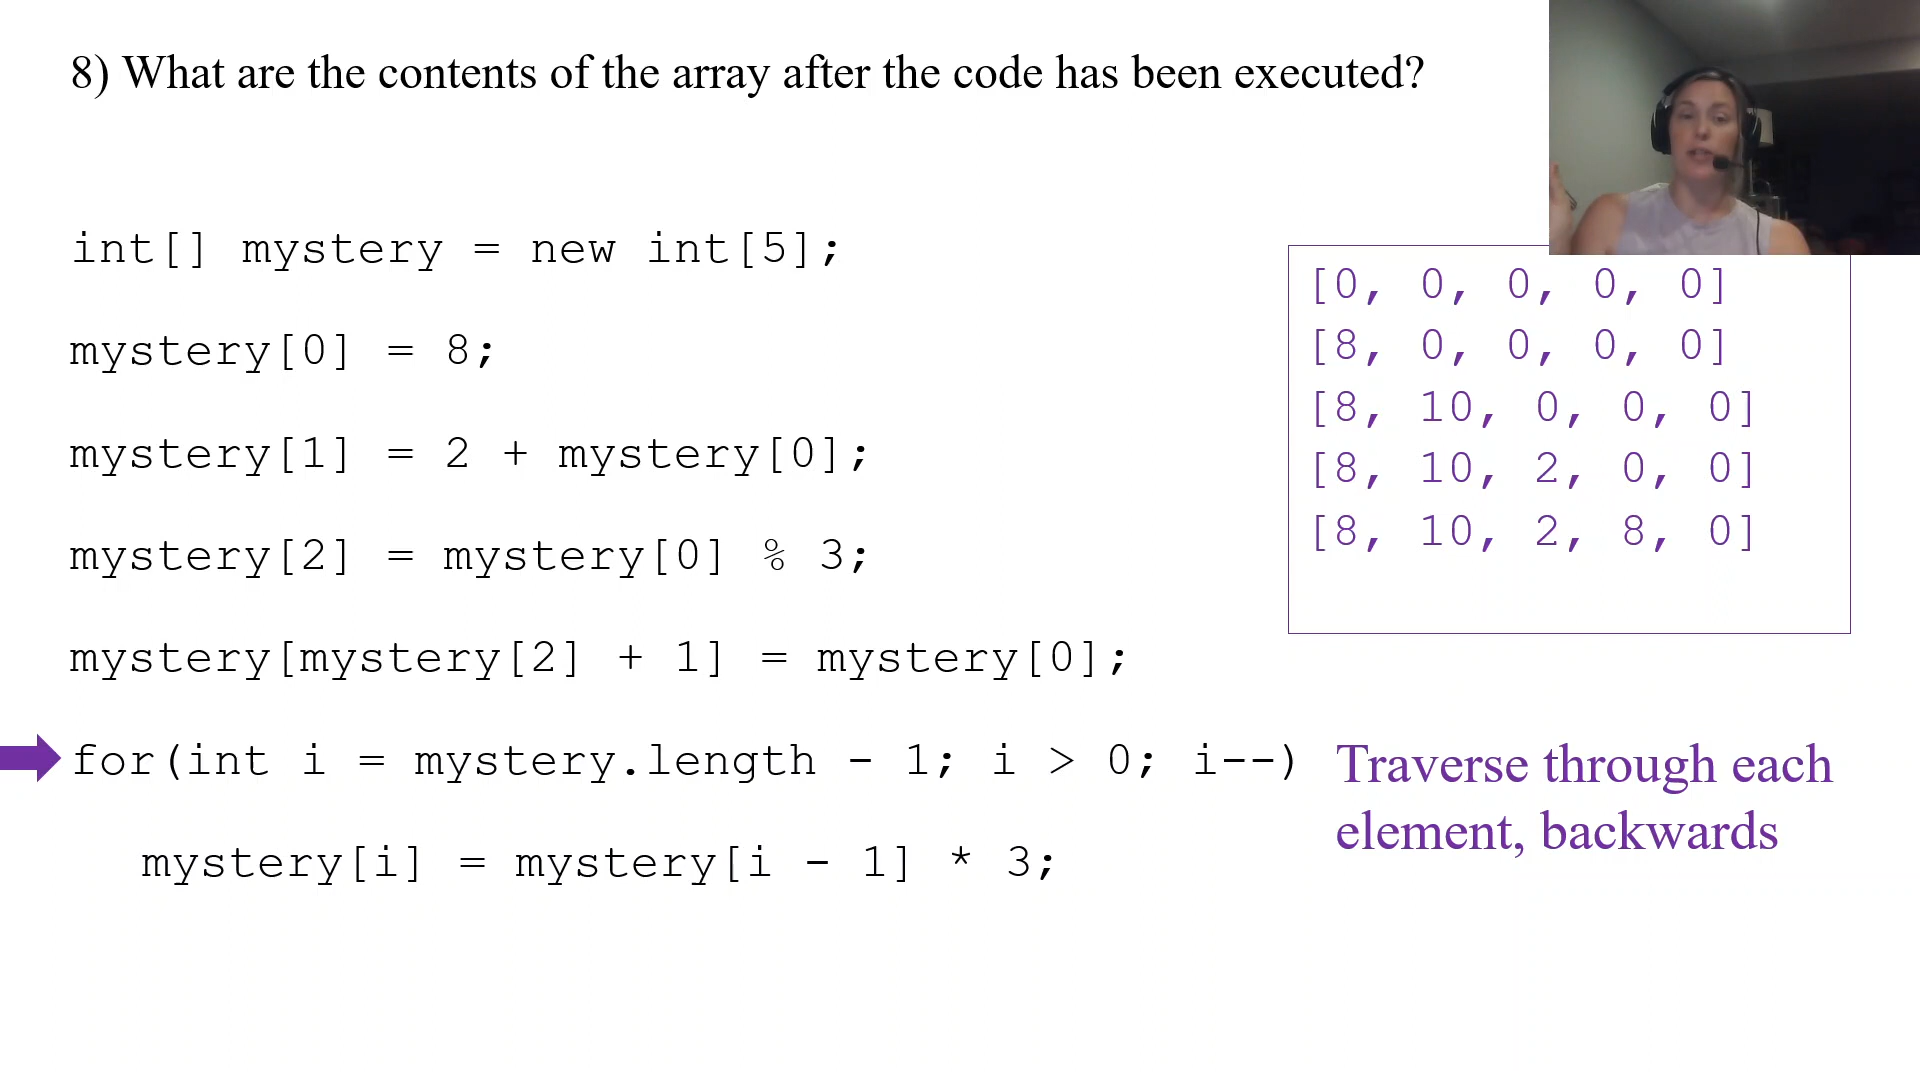 8) What are the contents of the array after the code has been executed?
int[] mystery = new int[5];
mystery[0] = 8;
mystery[1] = 2 + mystery[0];
mystery[2] = mystery[0] % 3;
mystery[mystery[2] + 1] = mystery[0];
for(int i = mystery.length - 1; i > 0; i--)
mystery[i] = mystery[i - 1] * 3;
[0, 0, 0, 0, 0]
[8, 0, 0, 0, 0]
[8, 10, 0, 0, 0]
[8, 10, 2, 0, 0]
[8, 10, 2, 8, 0]
Traverse through each
element, backwards